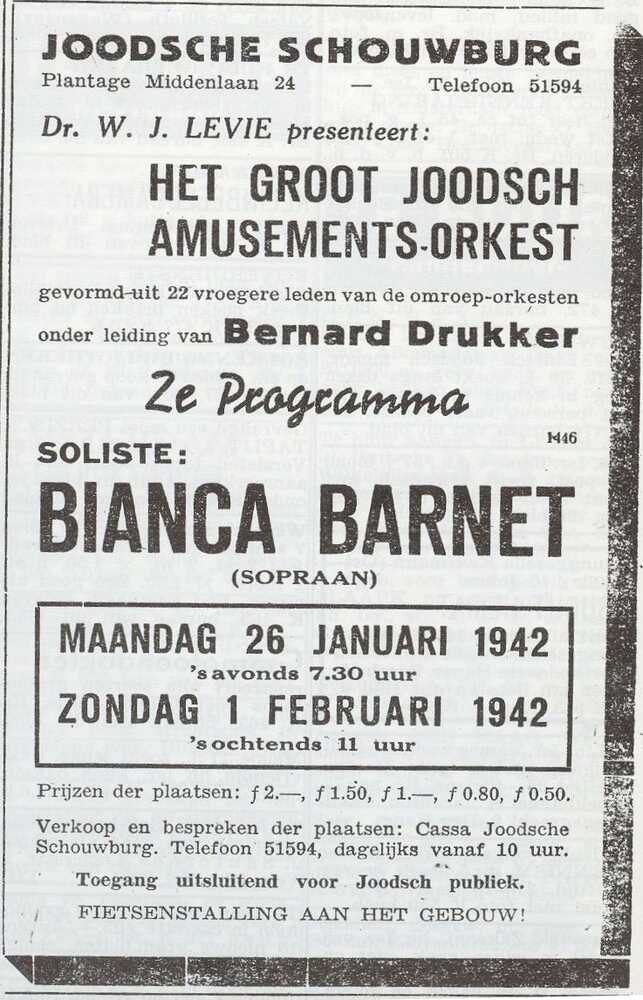 JOODSCHE SCHOUWBURG
Plantage Middenlaan 24 — Telefoon 51594
Dr. W. J. LEVIE presenteert:
HET GROOT JOODSCH
AMUSEMENTS-ORKEST
gevormd uit 22 vroegere leden van de omroep-orkesten
onder leiding van Bernard Drukker
2e Programma
1446
SOLISTE:
BIANCA BARNET
(SOPRAAN)
MAANDAG 26 JANUARI 1942
's avonds 7.30 uur
ZONDAG 1 FEBRUARI 1942
's ochtends 11 uur
Prijzen der plaatsen: f 2.—, f 1.50, f 1.—, f 0.80, f 0.50.
Verkoop en bespreken der plaatsen: Cassa Joodsche
Schouwburg. Telefoon 51594, dagelijks vanaf 10 uur.
Toegang uitsluitend voor Joodsch publiek.
FIETSENSTALLING AAN HET GEBOUW!